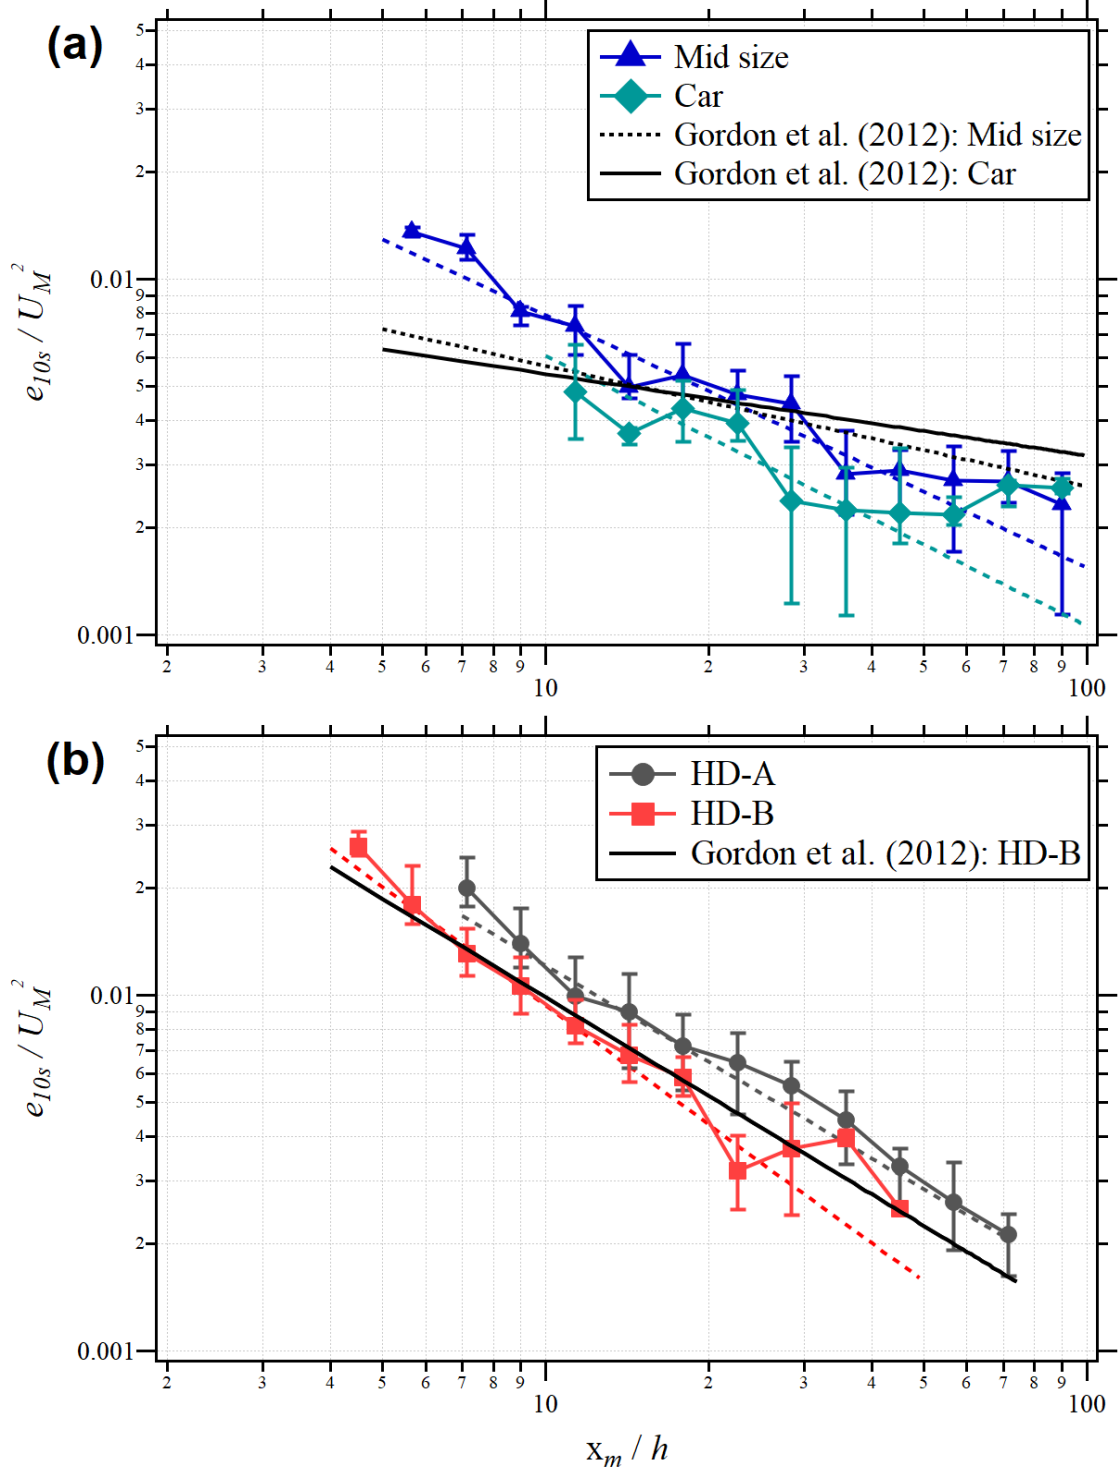 (a)
Mid size
Car
Gordon et al. (2012): Mid size
Gordon et al. (2012): Car
5
4
3
2
0.01
9
8
7
6
5
4
3
2
0.001
e10s / UM²
2 3 4 5 6 7 8 9 2 3 4 5 6 7 8 9
10 100
(b)
HD-A
HD-B
Gordon et al. (2012): HD-B
5
4
3
2
0.01
9
8
7
6
5
4
3
2
0.001
e10s / UM²
2 3 4 5 6 7 8 9 2 3 4 5 6 7 8 9
10 100
xm / h